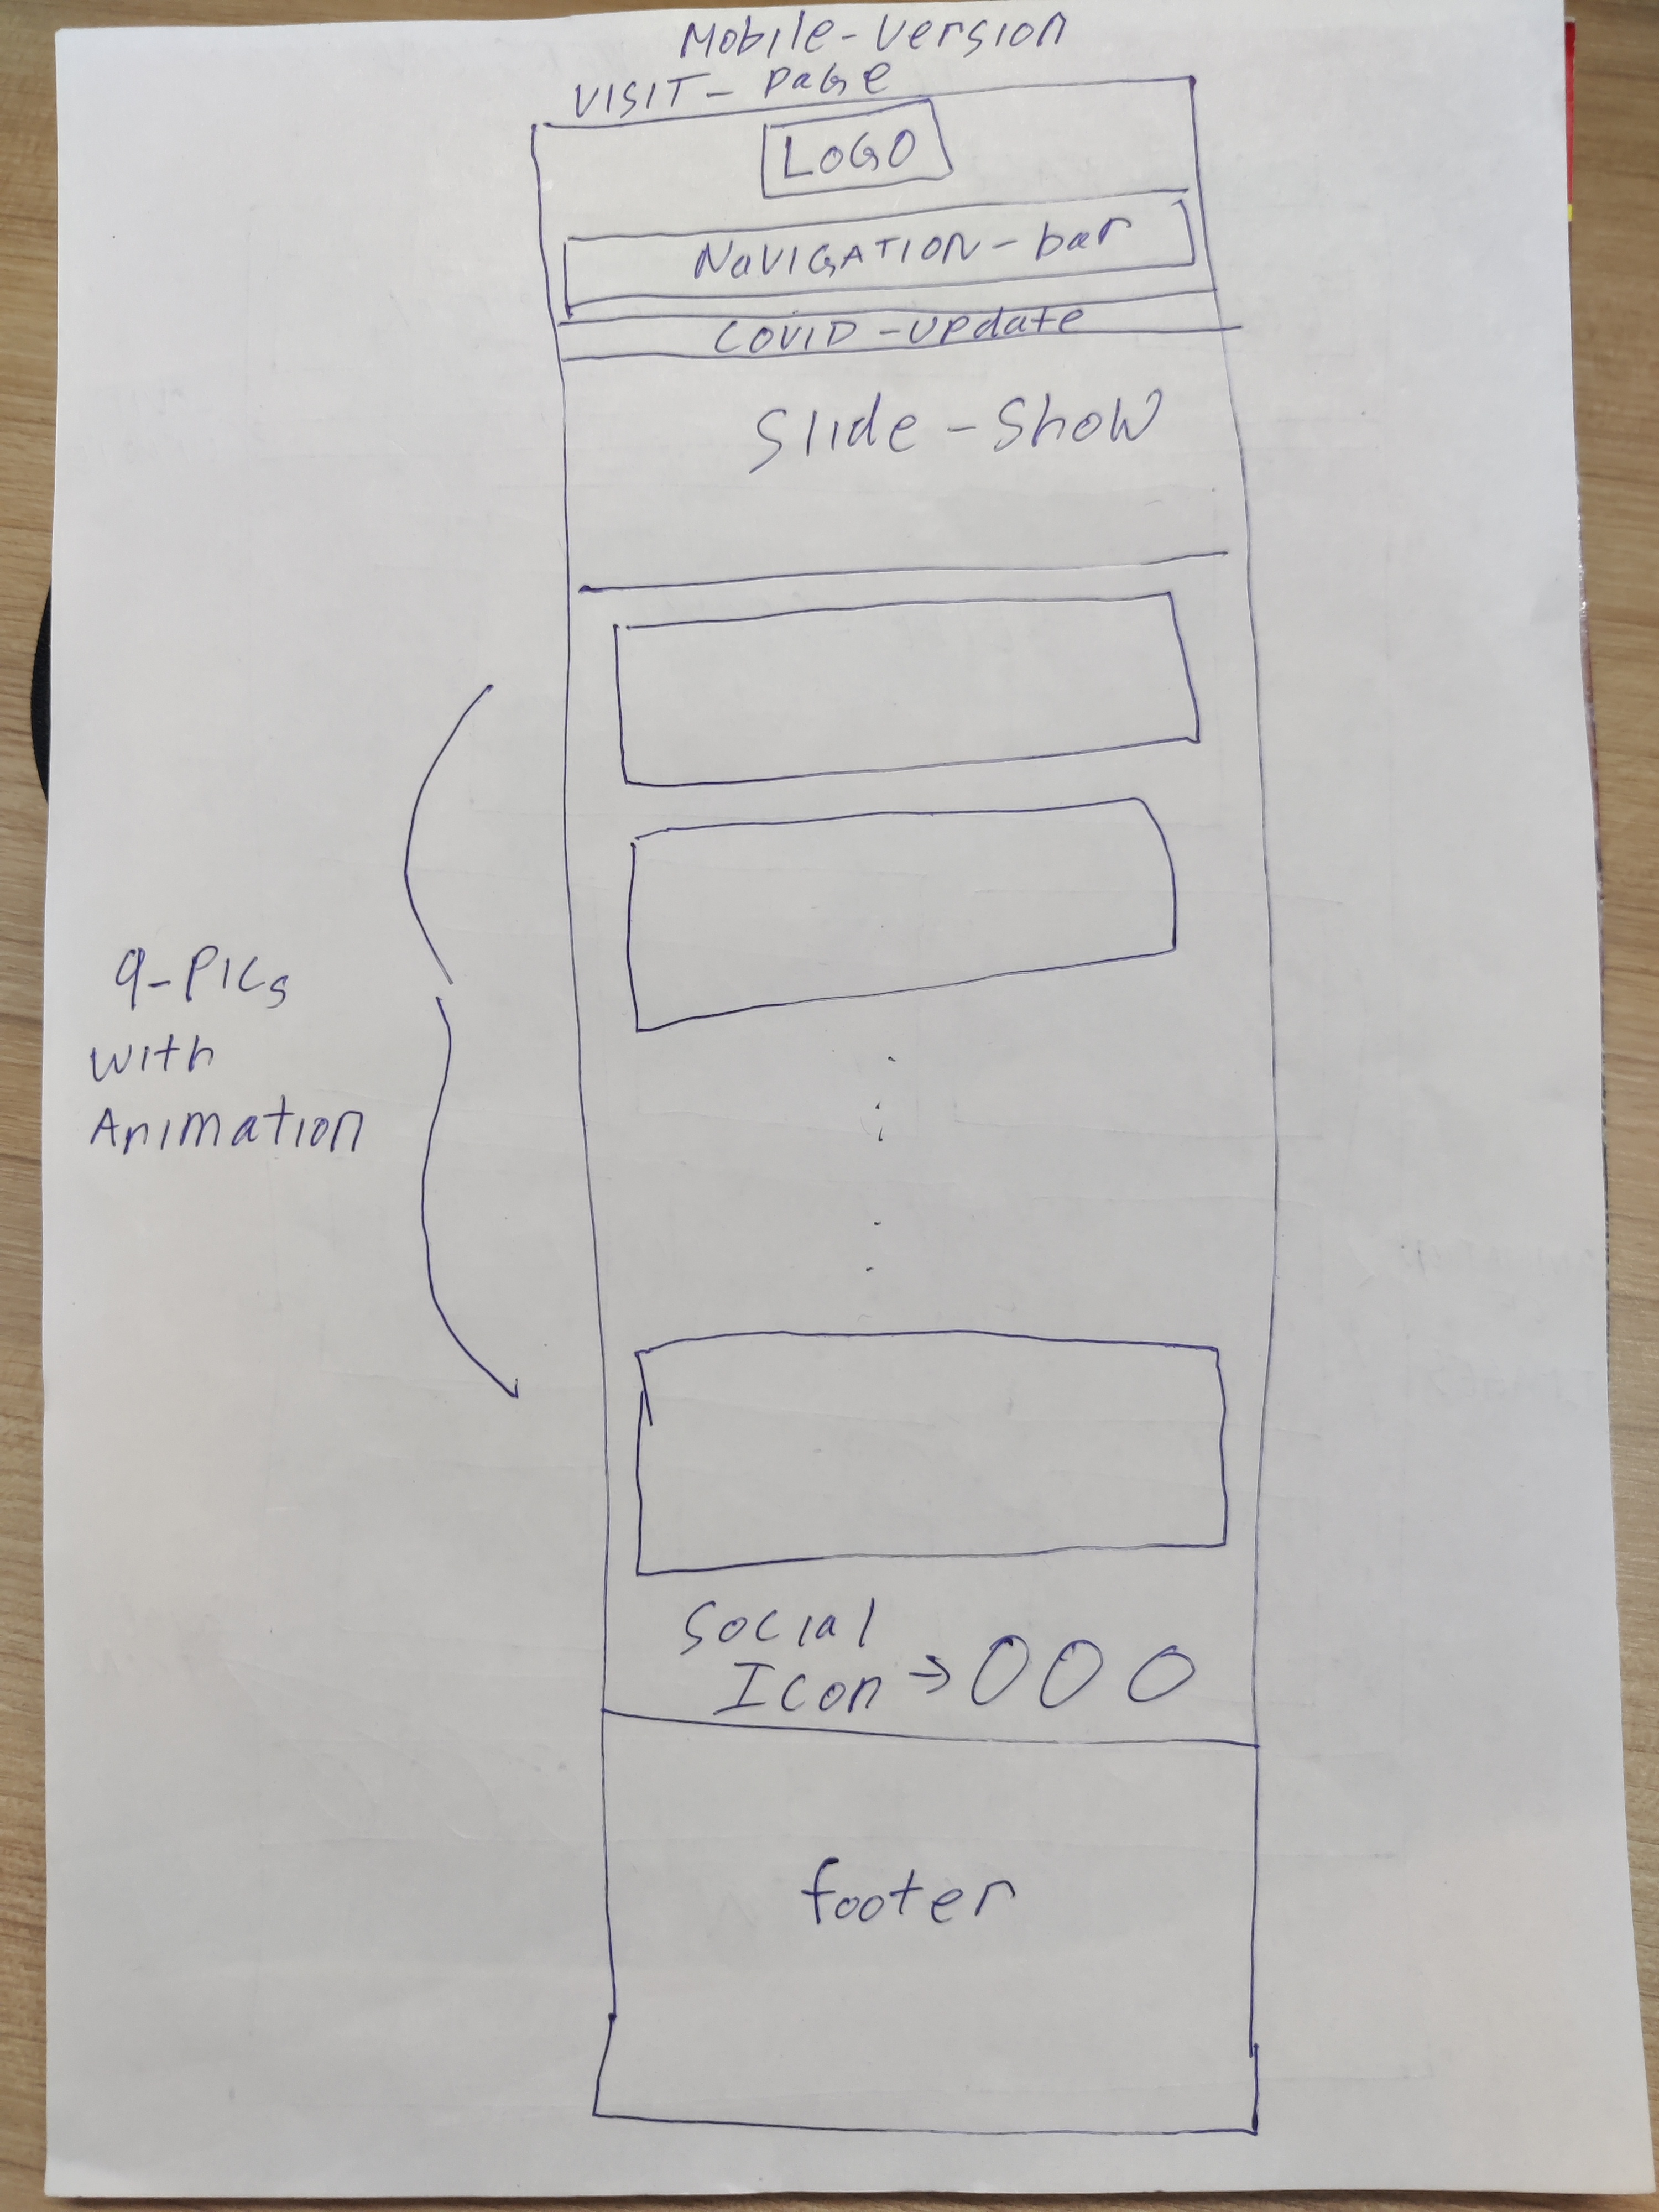 Mobile-Version
VISIT-Page
LOGO
NaVIGATION-bar
COVID-update
Slide-Show
9-PICs
with
Animation
Social
Icon →
footer